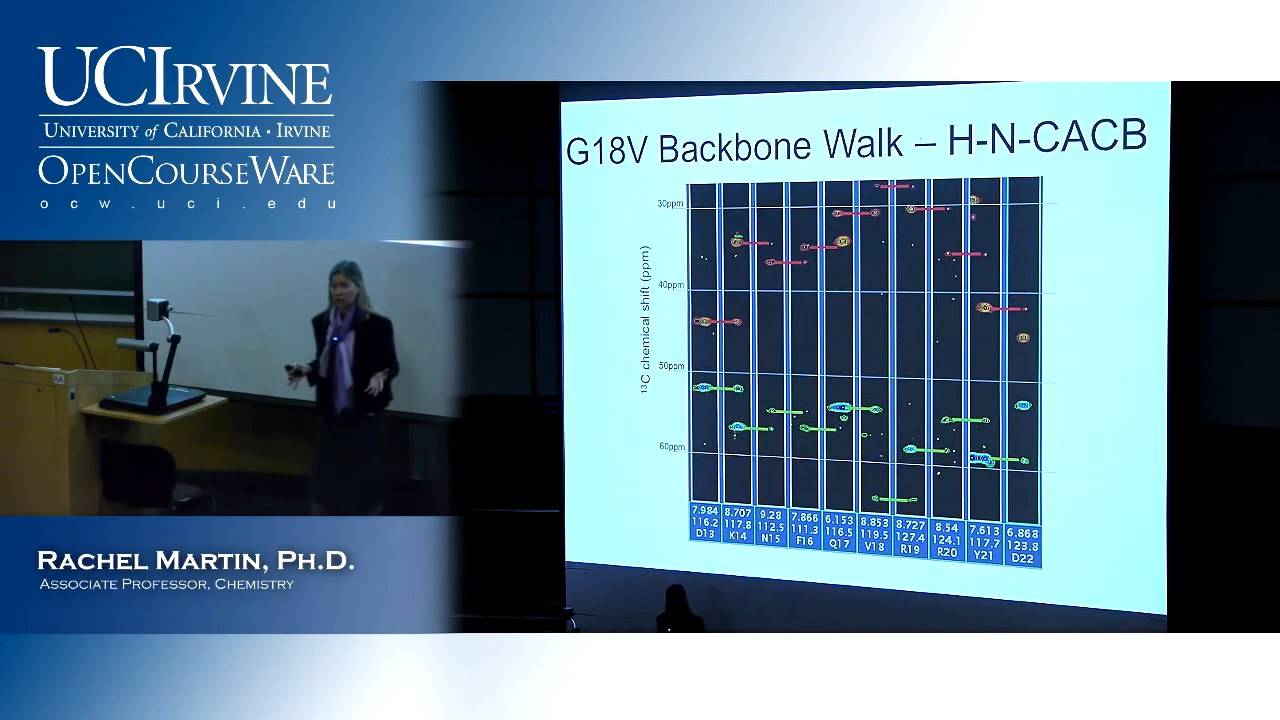 UCIRVINE
UNIVERSITY of CALIFORNIA • IRVINE
OPENCOURSEWARE
ocw.uci.edu
RACHEL MARTIN, PH.D.
ASSOCIATE PROFESSOR, CHEMISTRY
G18V Backbone Walk – H-N-CACB
13C chemical shift (ppm)
30ppm
40ppm
50ppm
60ppm
7.984 8.707 9.28 7.866 6.153 8.853 8.727 8.54 7.613 6.868
116.2 117.8 112.5 111.3 116.5 119.5 127.4 124.1 117.7 123.8
D13 K14 N15 F16 Q17 V18 R19 R20 Y21 D22